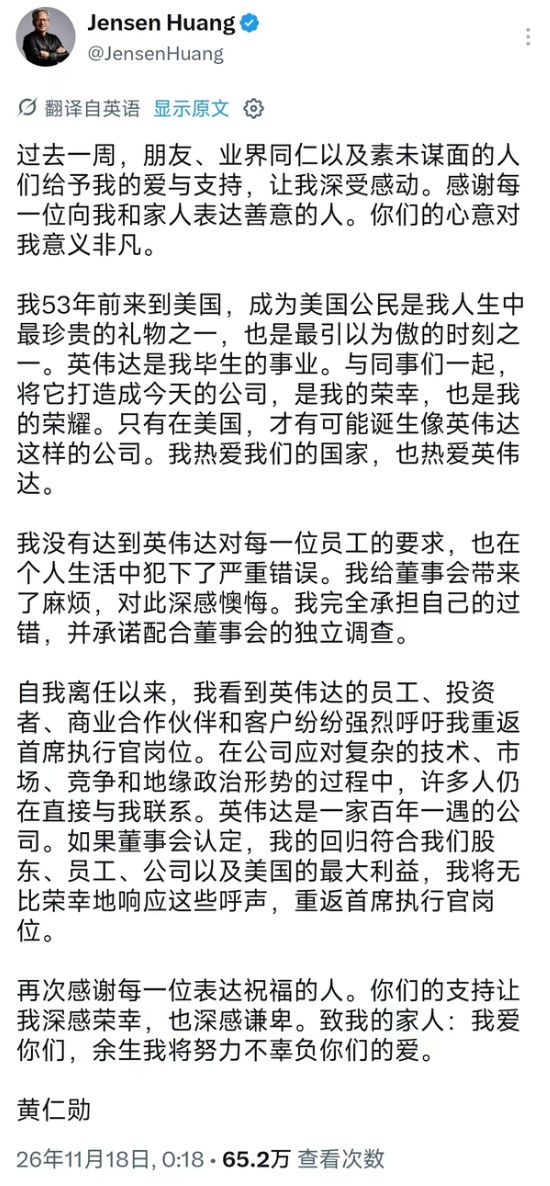 Jensen Huang
@JensenHuang
翻译自英语 显示原文
过去一周，朋友、业界同仁以及素未谋面的人
们给予我的爱与支持，让我深受感动。感谢每
一位向我和家人表达善意的人。你们的心意对
我意义非凡。
我53年前来到美国，成为美国公民是我人生中
最珍贵的礼物之一，也是最引以为傲的时刻之
一。英伟达是我毕生的事业。与同事们一起，
将它打造成今天的公司，是我的荣幸，也是我
的荣耀。只有在美国，才有可能诞生像英伟达
这样的公司。我热爱我们的国家，也热爱英伟
达。
我没有达到英伟达对每一位员工的要求，也在
个人生活中犯下了严重错误。我给董事会带来
了麻烦，对此深感懊悔。我完全承担自己的过
错，并承诺配合董事会的独立调查。
自我离任以来，我看到英伟达的员工、投资
者、商业合作伙伴和客户纷纷强烈呼吁我重返
首席执行官岗位。在公司应对复杂的技术、市
场、竞争和地缘政治形势的过程中，许多人仍
在直接与我联系。英伟达是一家百年一遇的公
司。如果董事会认定，我的回归符合我们股
东、员工、公司以及美国的最大利益，我将无
比荣幸地响应这些呼声，重返首席执行官岗
位。
再次感谢每一位表达祝福的人。你们的支持让
我深感荣幸，也深感谦卑。致我的家人：我爱
你们，余生我将努力不辜负你们的爱。
黄仁勋
26年11月18日, 0:18 · 65.2万 查看次数